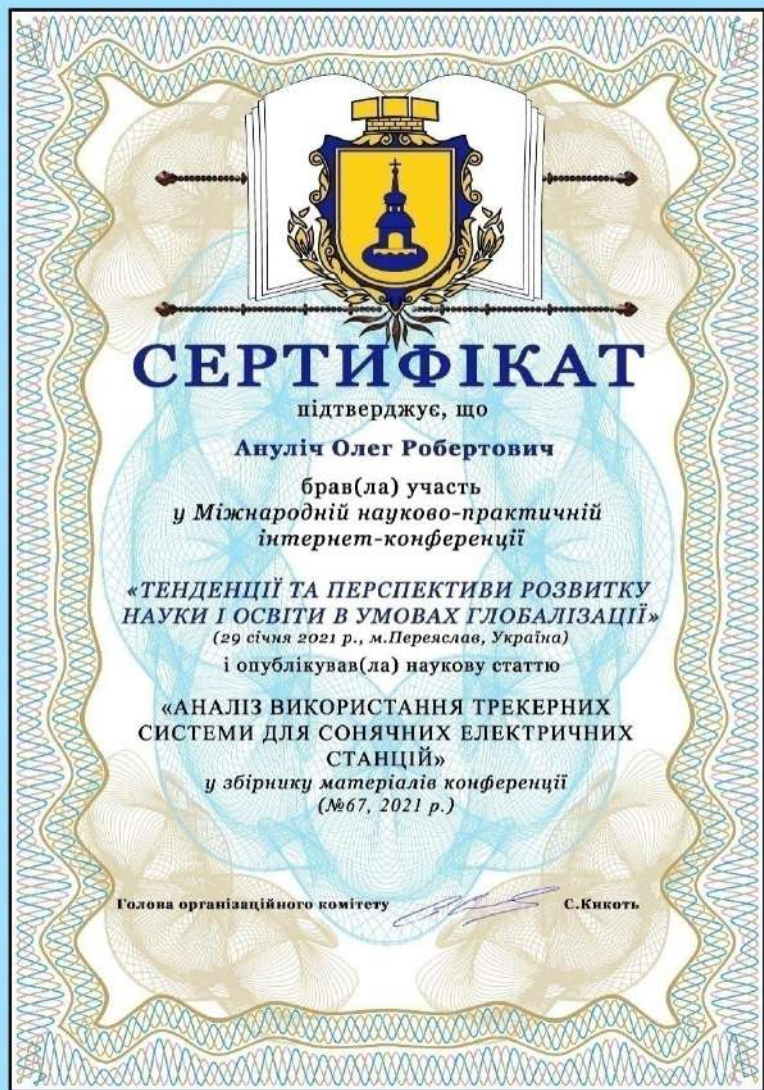 СЕРТИФІКАТ
підтверджує, що
Ануліч Олег Робертович
брав(ла) участь
у Міжнародній науково-практичній
інтернет-конференції
«ТЕНДЕНЦІЇ ТА ПЕРСПЕКТИВИ РОЗВИТКУ
НАУКИ І ОСВІТИ В УМОВАХ ГЛОБАЛІЗАЦІЇ»
(29 січня 2021 р., м.Переяслав, Україна)
і опублікував(ла) наукову статтю
«АНАЛІЗ ВИКОРИСТАННЯ ТРЕКЕРНИХ
СИСТЕМИ ДЛЯ СОНЯЧНИХ ЕЛЕКТРИЧНИХ
СТАНЦІЙ»
у збірнику матеріалів конференції
(№67, 2021 р.)
Голова організаційного комітету С.Кикоть